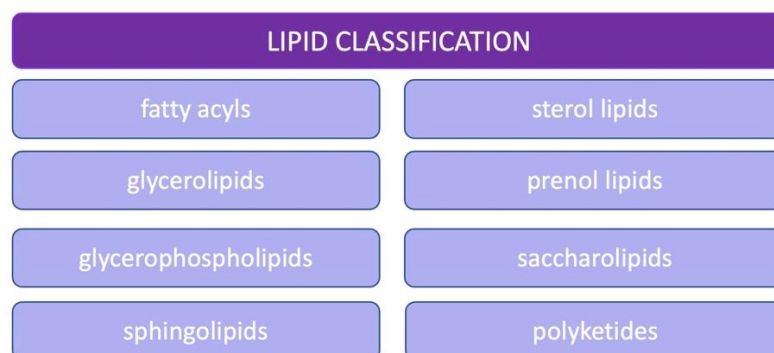 LIPID CLASSIFICATION
fatty acyls
sterol lipids
glycerolipids
prenol lipids
glycerophospholipids
saccharolipids
sphingolipids
polyketides